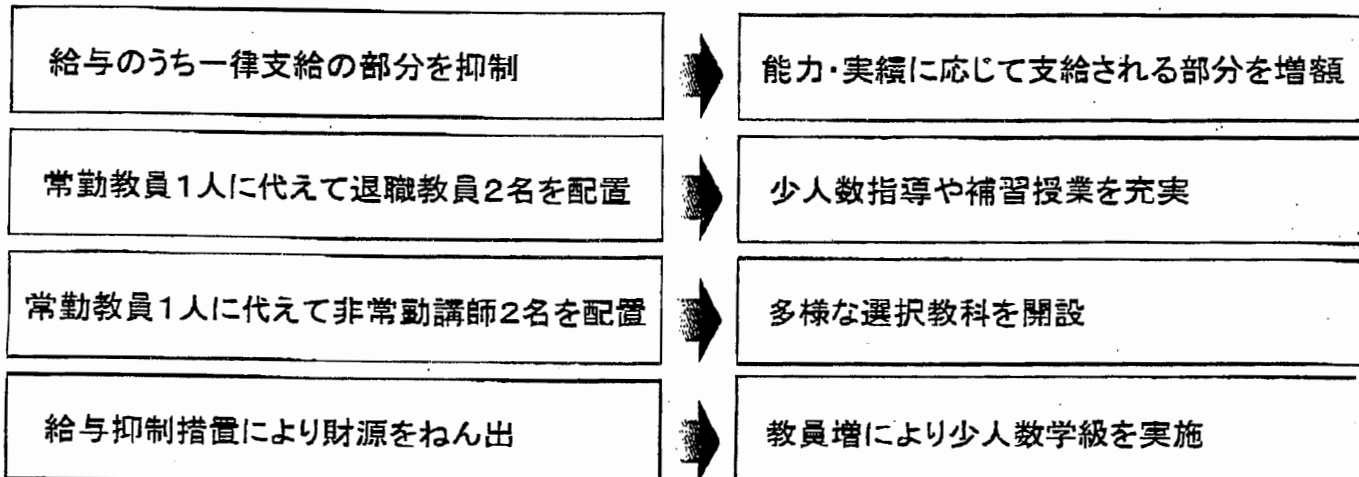 給与のうち一律支給の部分を抑制
能力・実績に応じて支給される部分を増額
常勤教員1人に代えて退職教員2名を配置
少人数指導や補習授業を充実
常勤教員1人に代えて非常勤講師2名を配置
多様な選択教科を開設
給与抑制措置により財源をねん出
教員増により少人数学級を実施